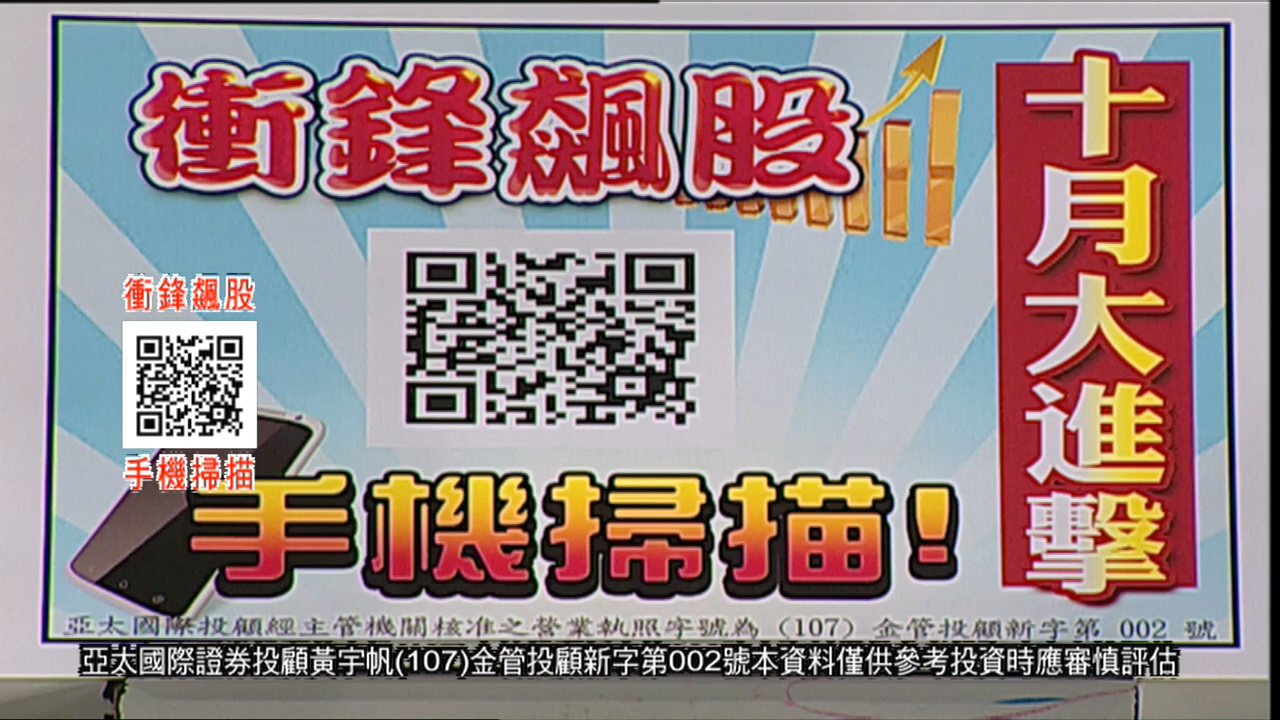 衝鋒飆股
十月大進擊
衝鋒飆股
手機掃描
手機掃描!
亞太國際投顧經主管機關核准之營業執照字號為 (107) 金管投顧新字第 002 號
亞太國際證券投顧黃宇帆(107)金管投顧新字第002號本資料僅供參考投資時應審慎評估